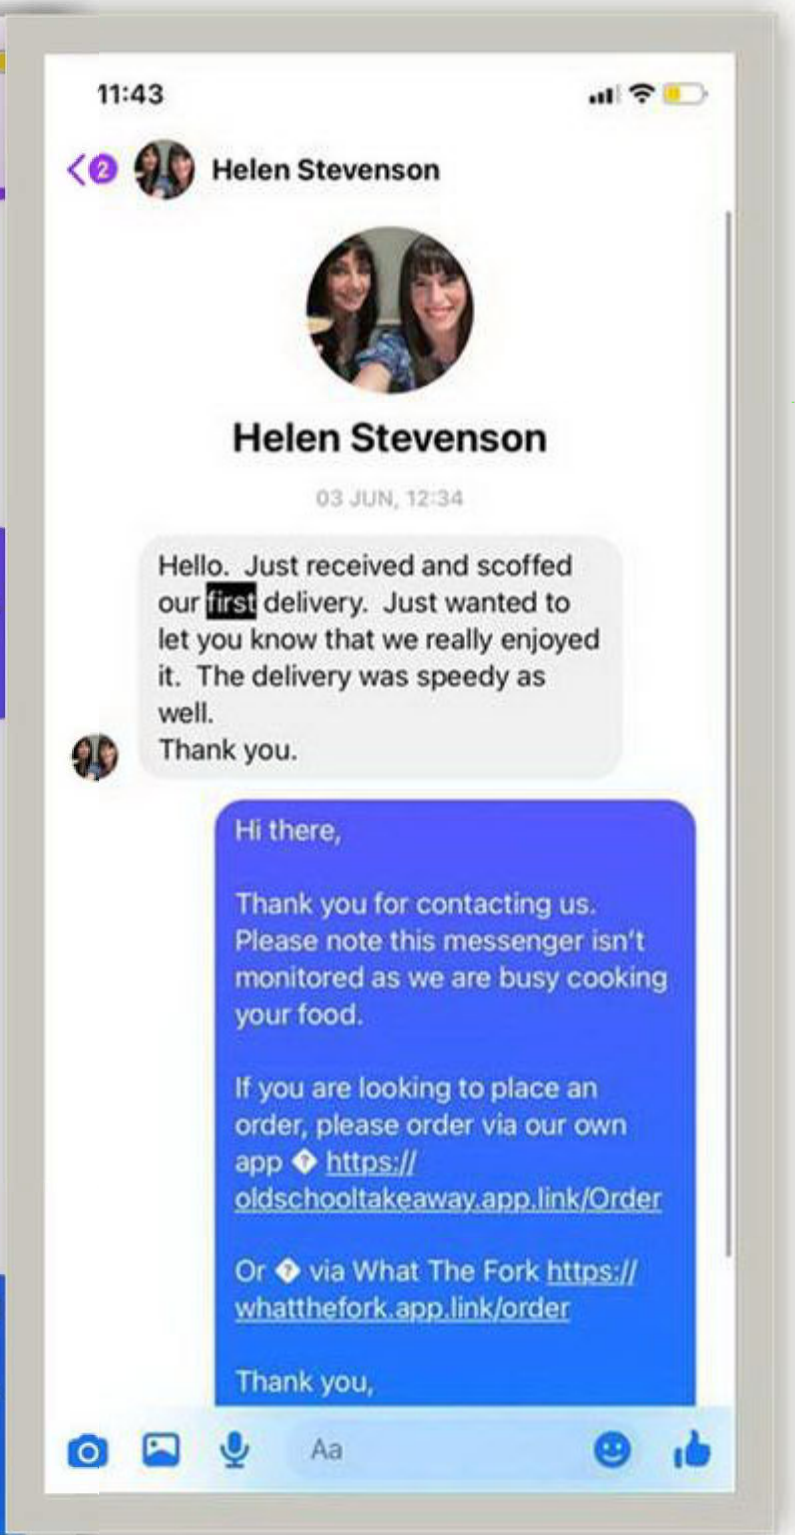 11:43
2
Helen Stevenson
Helen Stevenson
03 JUN, 12:34
Hello.  Just received and scoffed
our first delivery.  Just wanted to
let you know that we really enjoyed
it.  The delivery was speedy as
well.
Thank you.
Hi there,
Thank you for contacting us.
Please note this messenger isn't
monitored as we are busy cooking
your food.
If you are looking to place an
order, please order via our own
app � https://
oldschooltakeaway.app.link/Order
Or � via What The Fork https://
whatthefork.app.link/order
Thank you,
Aa